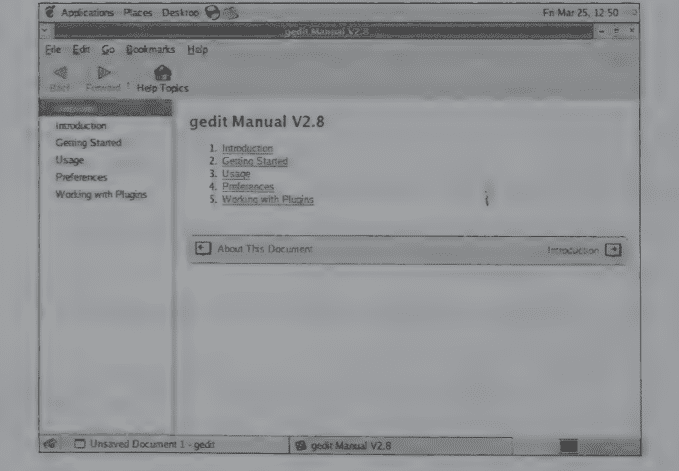 Applications Places Desktop Fri Mar 25, 12:50
gedit Manual V2.8
File Edit Go Bookmarks Help
Back Forward Help Topics
Introduction
Getting Started
Usage
Preferences
Working with Plugins
gedit Manual V2.8
1. Introduction
2. Getting Started
3. Usage
4. Preferences
5. Working with Plugins
About This Document Introduction
Unsaved Document 1 - gedit gedit Manual V2.8